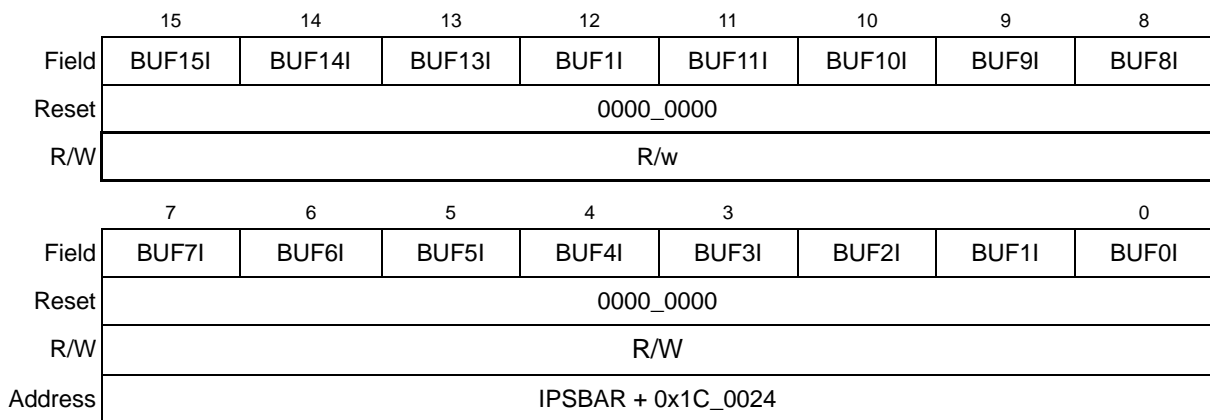 15 14 13 12 11 10 9 8
Field BUF15I BUF14I BUF13I BUF1I BUF11I BUF10I BUF9I BUF8I
Reset 0000_0000
R/W R/w
7 6 5 4 3 0
Field BUF7I BUF6I BUF5I BUF4I BUF3I BUF2I BUF1I BUF0I
Reset 0000_0000
R/W R/W
Address IPSBAR + 0x1C_0024